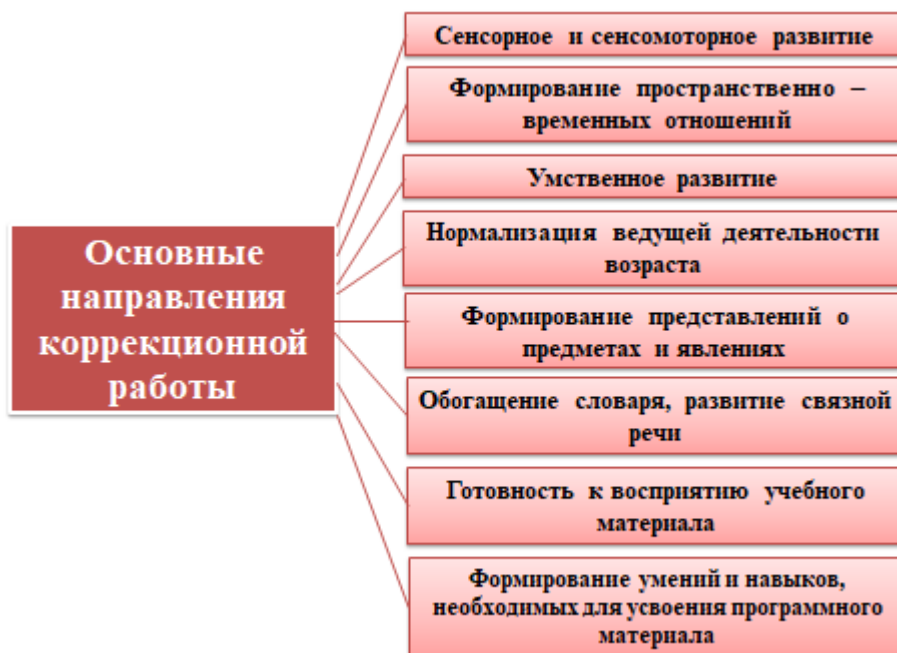 Основные
направления
коррекционной
работы
Сенсорное и сенсомоторное развитие
Формирование пространственно –
временных отношений
Умственное развитие
Нормализация ведущей деятельности
возраста
Формирование представлений о
предметах и явлениях
Обогащение словаря, развитие связной
речи
Готовность к восприятию учебного
материала
Формирование умений и навыков,
необходимых для усвоения программного
материала